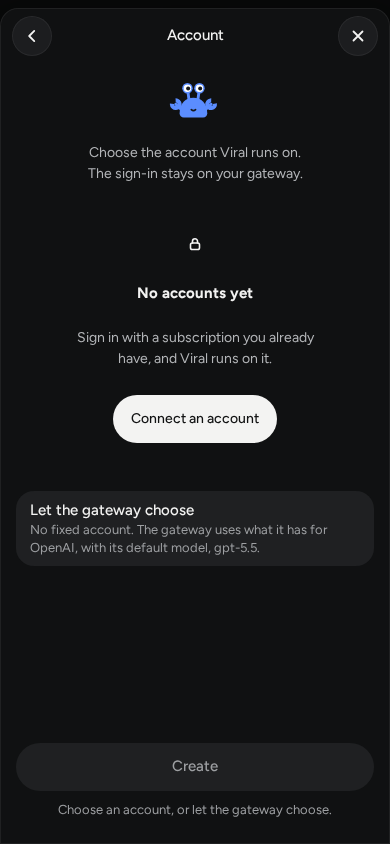 Account
Choose the account Viral runs on.
The sign-in stays on your gateway.
No accounts yet
Sign in with a subscription you already
have, and Viral runs on it.
Connect an account
Let the gateway choose
No fixed account. The gateway uses what it has for
OpenAI, with its default model, gpt-5.5.
Create
Choose an account, or let the gateway choose.